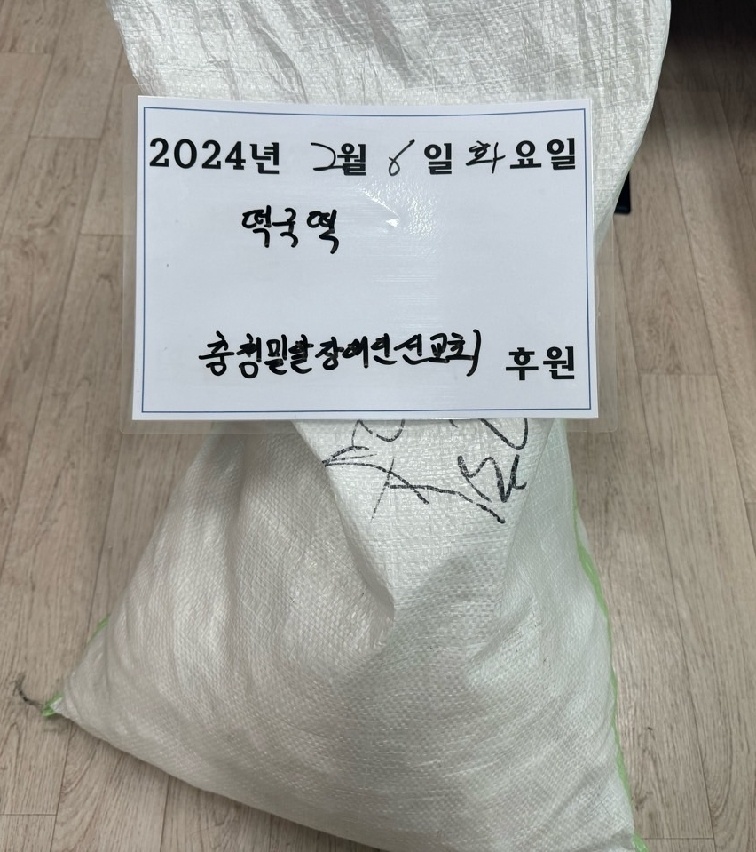 2024년 2월 6일 화요일
떡국떡
충청밀알장애인선교회 후원